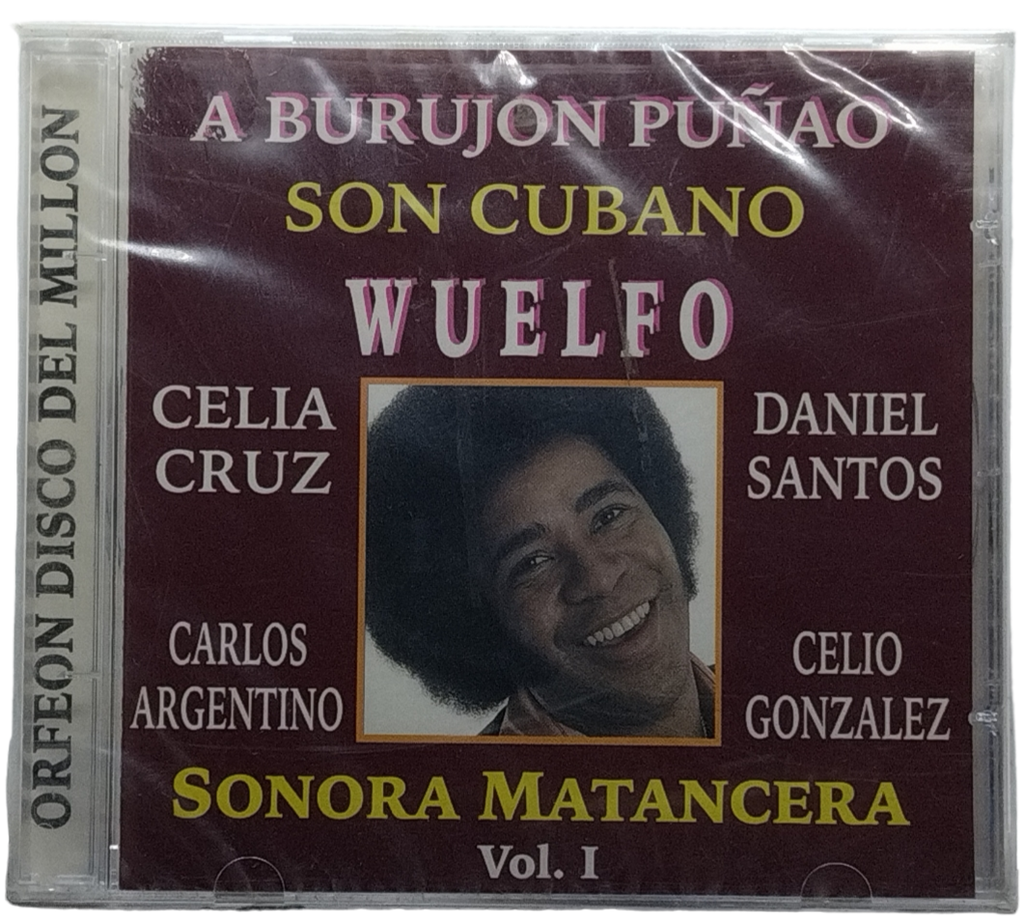 ORFEON DISCO DEL MILLON
A BURUJON PUÑAO
SON CUBANO
WUELFO
CELIA
CRUZ
DANIEL
SANTOS
CARLOS
ARGENTINO
CELIO
GONZALEZ
SONORA MATANCERA
Vol. I